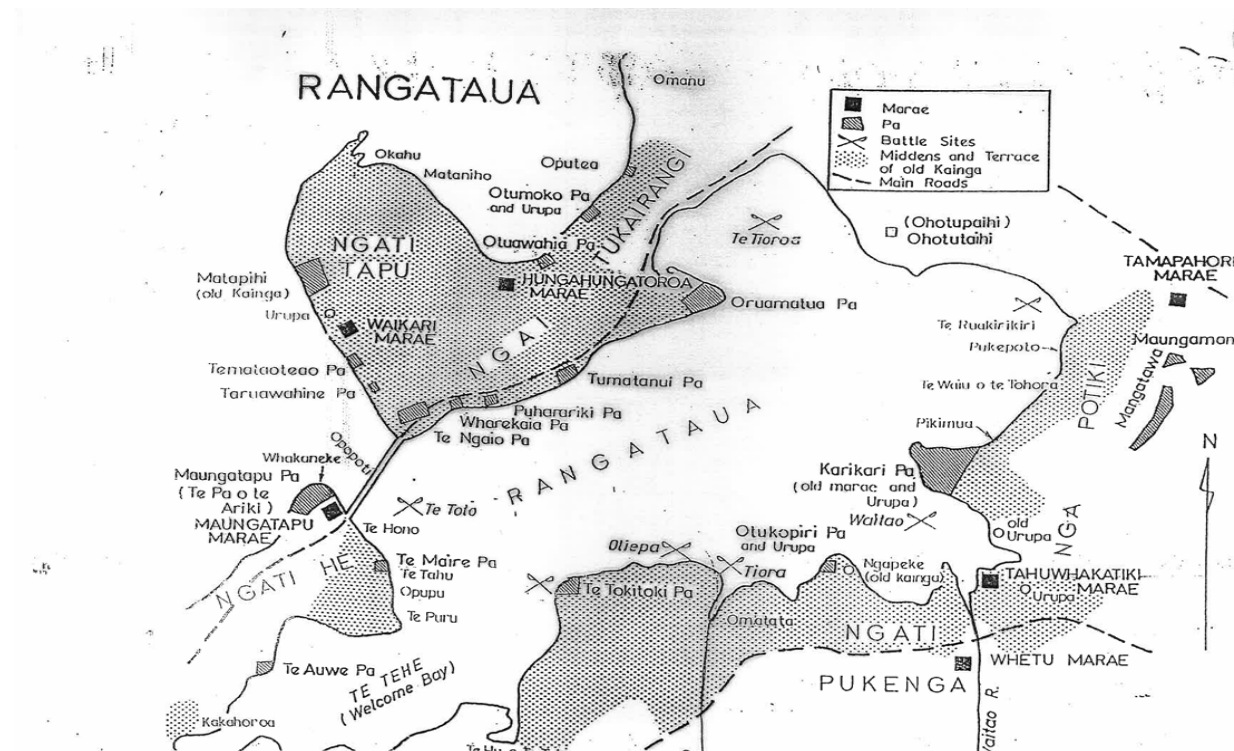 RANGATAUA
Omanu
Marae
Pa
Battle Sites
Middens and Terrace
of old Kainga
Main Roads
Okahu
Mataniho
Oputea
Otumoko Pa
and Urupa
Otuawahia Pa
TUKAIRANGI
NGATI
TAPU
HUNGAHUNGATOROA
MARAE
Matapihi
(old Kainga)
Urupa
WAIKARI
MARAE
NGAI
Te Tioroa
(Ohotupaihi)
Ohotutaihi
TAMAPAHORE
MARAE
Oruamatua Pa
Te Ruakirikiri
Pukepoto
Maungaman
Mangatawa
Te Waiu o te Tohora
POTIKI
Temataoteao Pa
Taruawahine Pa
Tumatanui Pa
Puharariki Pa
Wharekaia Pa
Te Ngaio Pa
Pikimua
RANGATAUA
N
Opopoti
Whakaneke
Maungatapu Pa
(Te Pa o te
Ariki)
MAUNGATAPU
MARAE
Te Hono
Te Toto
Karikari Pa
(old marae and
Urupa)
Waitao
old
Urupa
NGA
Otukopiri Pa
and Urupa
Oliepa
Tiora
Ngapeke
(old kainga)
TAHUWHAKATIKI
MARAE
Urupa
NGATI HE
Te Maire Pa
Te Tahu
Opupu
Te Puru
Te Tokitoki Pa
Omatata
NGATI
PUKENGA
WHETU MARAE
Te Auwe Pa
TE TEHE
(Welcome Bay)
Kakahoroa
Waitao R.